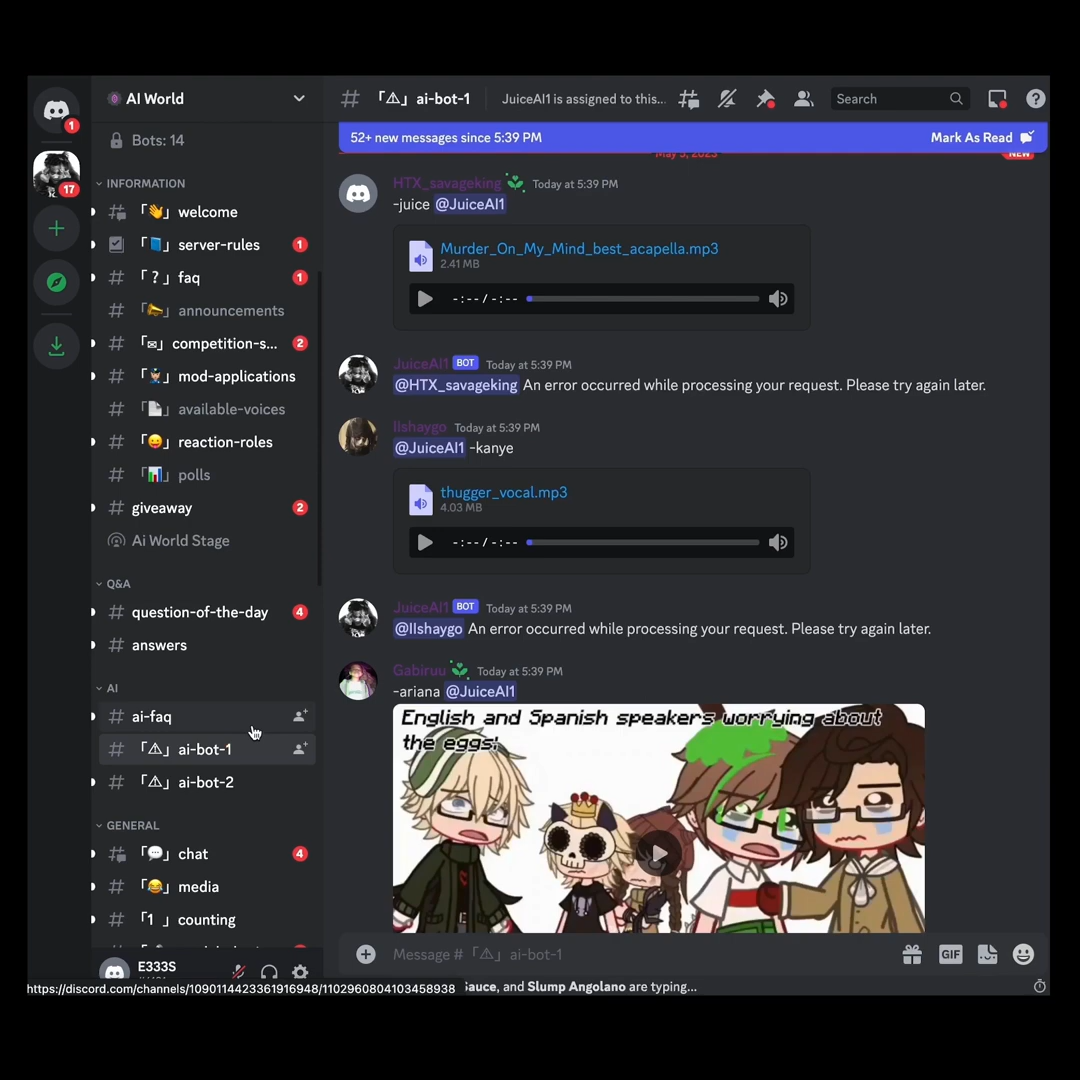 AI World
「⚠」 ai-bot-1
JuiceAI1 is assigned to this...
Search
1
17
Bots: 14
INFORMATION
「👋」 welcome
「📘」 server-rules 1
「?」 faq 1
「📣」 announcements
「✉」 competition-s... 2
「👮」 mod-applications
「📄」 available-voices
「😛」 reaction-roles
「📊」 polls
giveaway 2
Ai World Stage
Q&A
question-of-the-day 4
answers
AI
ai-faq
「⚠」 ai-bot-1
「⚠」 ai-bot-2
GENERAL
「💬」 chat 4
「😂」 media
「1 」 counting
E333S
https://discord.com/channels/1090114423361916948/1102960804103458938
52+ new messages since 5:39 PM
Mark As Read
May 5, 2023
NEW
HTX_savageking Today at 5:39 PM
-juice @JuiceAI1
Murder_On_My_Mind_best_acapella.mp3
2.41 MB
-:-- / -:--
JuiceAI1 BOT Today at 5:39 PM
@HTX_savageking An error occurred while processing your request. Please try again later.
llshaygo Today at 5:39 PM
@JuiceAI1 -kanye
thugger_vocal.mp3
4.03 MB
-:-- / -:--
JuiceAI1 BOT Today at 5:39 PM
@llshaygo An error occurred while processing your request. Please try again later.
Gabiruu Today at 5:39 PM
-ariana @JuiceAI1
English and Spanish speakers worrying about
the eggs:
Message #「⚠」 ai-bot-1
GIF
and Slump Angolano are typing...